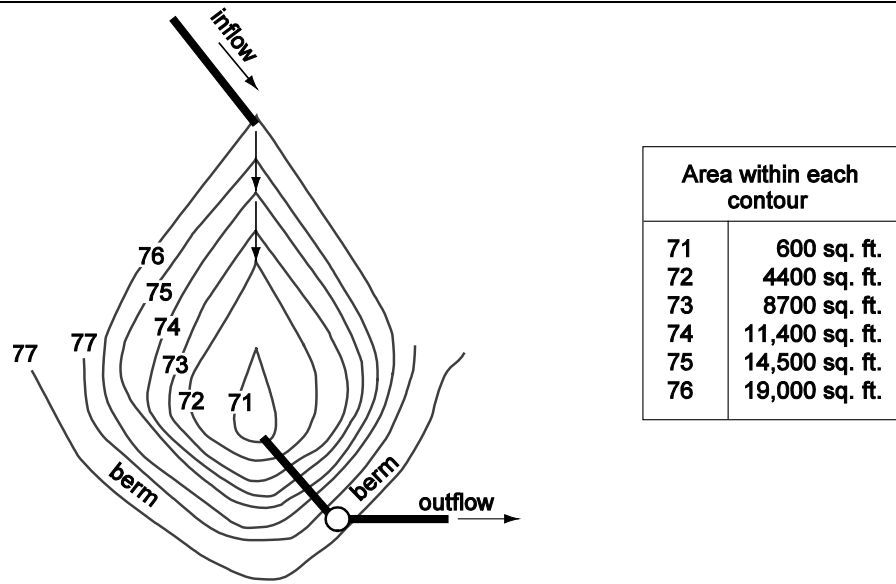 inflow
76
75
74
73
72
71
77
77
berm
berm
outflow
Area within each
contour
71 600 sq. ft.
72 4400 sq. ft.
73 8700 sq. ft.
74 11,400 sq. ft.
75 14,500 sq. ft.
76 19,000 sq. ft.